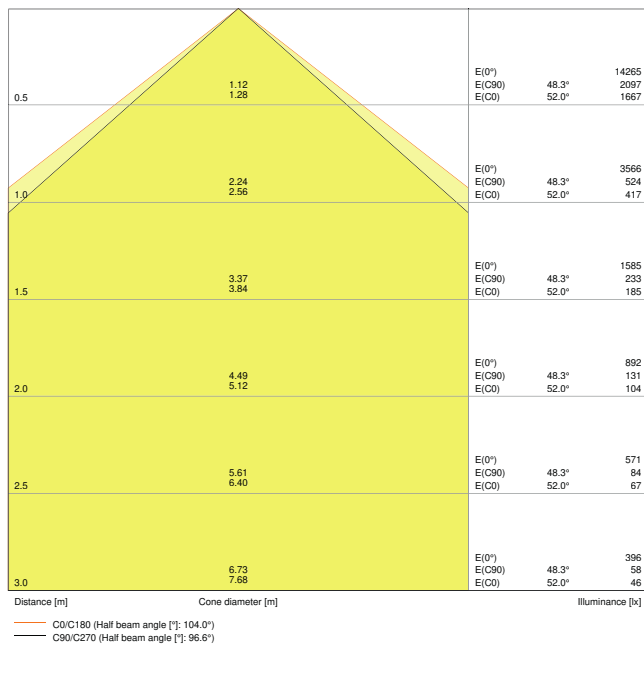 E(0°) 14265
1.12 E(C90) 48.3° 2097
0.5 1.28 E(C0) 52.0° 1667
E(0°) 3566
2.24 E(C90) 48.3° 524
1.0 2.56 E(C0) 52.0° 417
E(0°) 1585
3.37 E(C90) 48.3° 233
1.5 3.84 E(C0) 52.0° 185
E(0°) 892
4.49 E(C90) 48.3° 131
2.0 5.12 E(C0) 52.0° 104
E(0°) 571
5.61 E(C90) 48.3° 84
2.5 6.40 E(C0) 52.0° 67
E(0°) 396
6.73 E(C90) 48.3° 58
3.0 7.68 E(C0) 52.0° 46
Distance [m] Cone diameter [m] Illuminance [lx]
C0/C180 (Half beam angle [°]: 104.0°)
C90/C270 (Half beam angle [°]: 96.6°)